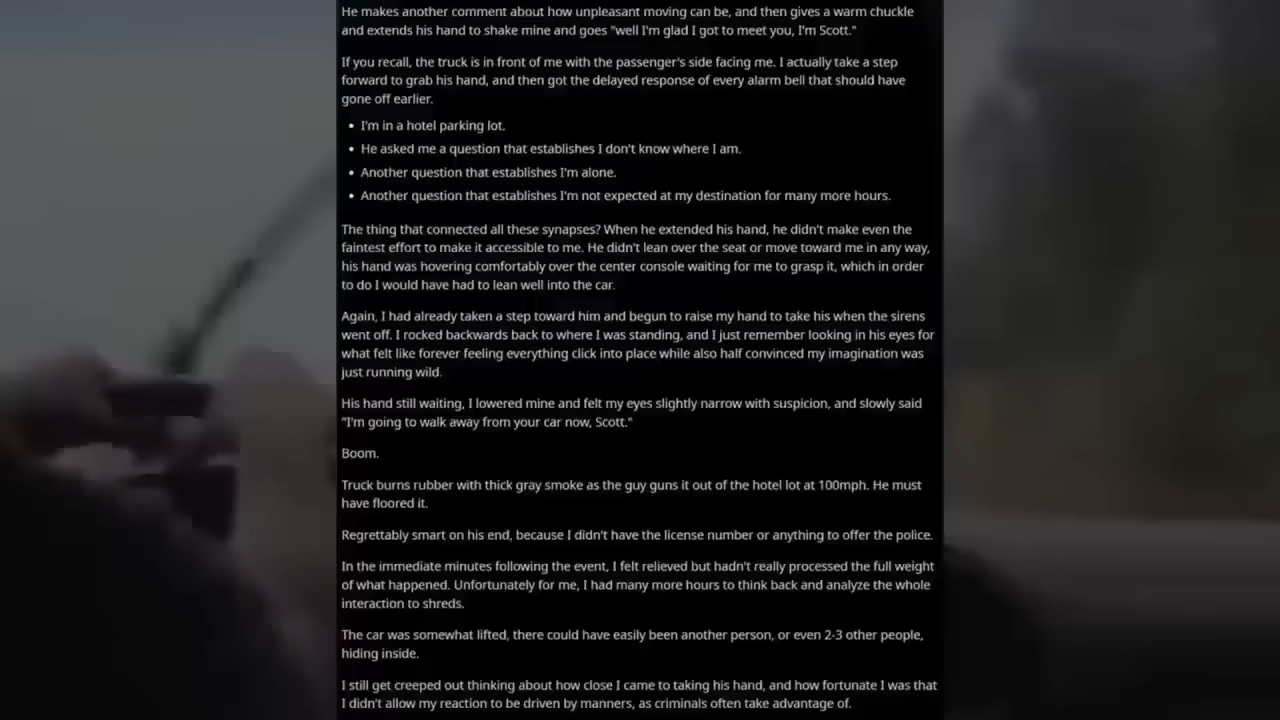 He makes another comment about how unpleasant moving can be, and then gives a warm chuckle
and extends his hand to shake mine and goes "well I'm glad I got to meet you, I'm Scott."
If you recall, the truck is in front of me with the passenger's side facing me. I actually take a step
forward to grab his hand, and then got the delayed response of every alarm bell that should have
gone off earlier.
• I'm in a hotel parking lot.
• He asked me a question that establishes I don't know where I am.
• Another question that establishes I'm alone.
• Another question that establishes I'm not expected at my destination for many more hours.
The thing that connected all these synapses? When he extended his hand, he didn't make even the
faintest effort to make it accessible to me. He didn't lean over the seat or move toward me in any way,
his hand was hovering comfortably over the center console waiting for me to grasp it, which in order
to do I would have had to lean well into the car.
Again, I had already taken a step toward him and begun to raise my hand to take his when the sirens
went off. I rocked backwards back to where I was standing, and I just remember looking in his eyes for
what felt like forever feeling everything click into place while also half convinced my imagination was
just running wild.
His hand still waiting, I lowered mine and felt my eyes slightly narrow with suspicion, and slowly said
"I'm going to walk away from your car now, Scott."
Boom.
Truck burns rubber with thick gray smoke as the guy guns it out of the hotel lot at 100mph. He must
have floored it.
Regrettably smart on his end, because I didn't have the license number or anything to offer the police.
In the immediate minutes following the event, I felt relieved but hadn't really processed the full weight
of what happened. Unfortunately for me, I had many more hours to think back and analyze the whole
interaction to shreds.
The car was somewhat lifted, there could have easily been another person, or even 2-3 other people,
hiding inside.
I still get creeped out thinking about how close I came to taking his hand, and how fortunate I was that
I didn't allow my reaction to be driven by manners, as criminals often take advantage of.